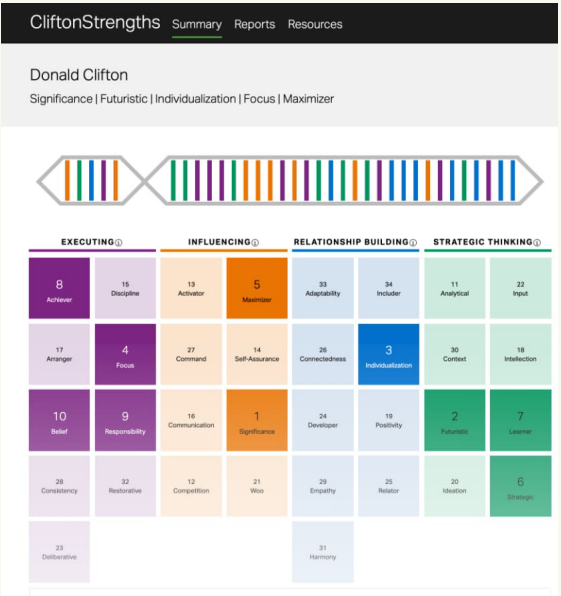 CliftonStrengths Summary Reports Resources
Donald Clifton
Significance | Futuristic | Individualization | Focus | Maximizer
EXECUTING
INFLUENCING
RELATIONSHIP BUILDING
STRATEGIC THINKING
8 Achiever
15 Discipline
13 Activator
5 Maximizer
33 Adaptability
34 Includer
11 Analytical
22 Input
17 Arranger
4 Focus
27 Command
14 Self-Assurance
26 Connectedness
3 Individualization
30 Context
18 Intellection
10 Belief
9 Responsibility
16 Communication
1 Significance
24 Developer
19 Positivity
2 Futuristic
7 Learner
28 Consistency
32 Restorative
12 Competition
21 Woo
29 Empathy
25 Relator
20 Ideation
6 Strategic
23 Deliberative
31 Harmony